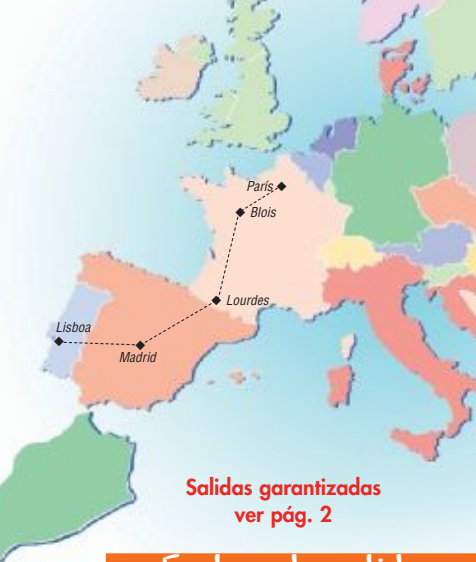 París
Blois
Lourdes
Lisboa
Madrid
Salidas garantizadas
ver pág. 2